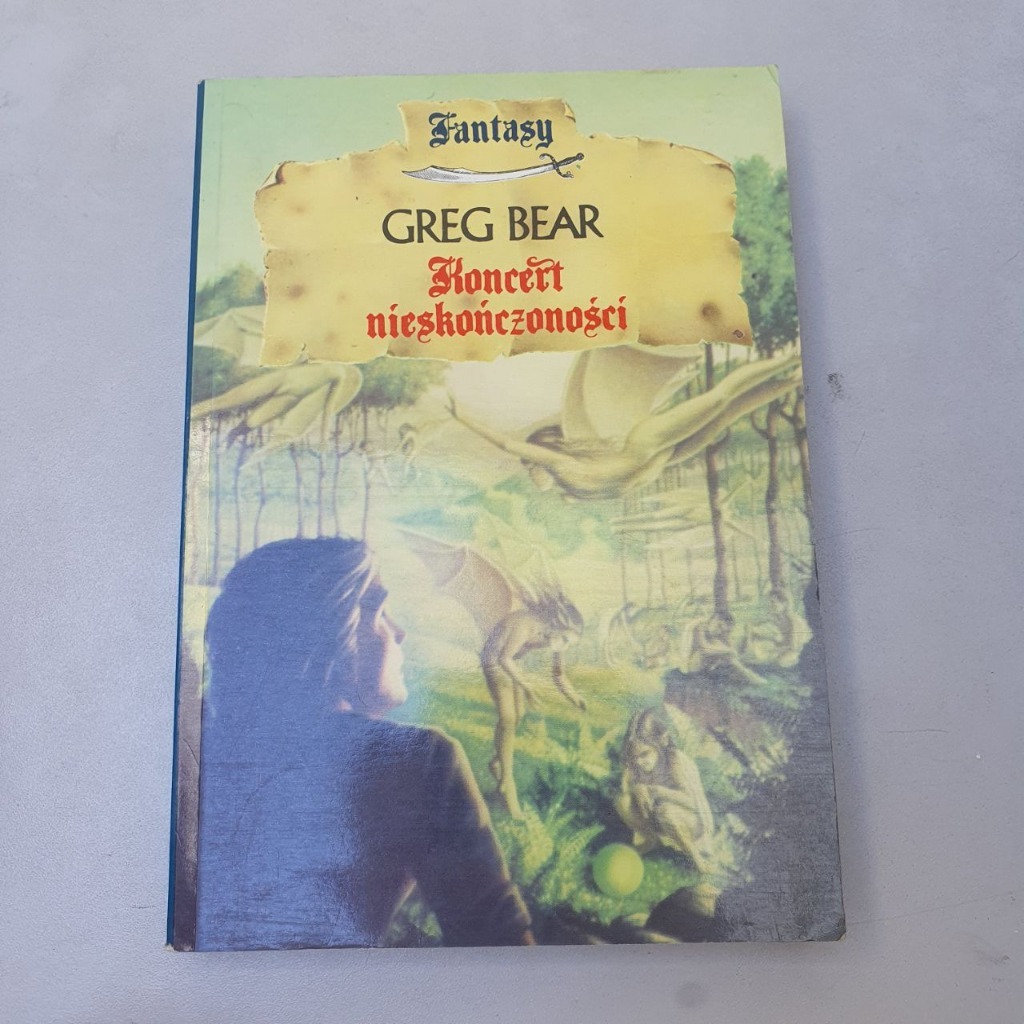 Fantasy
GREG BEAR
Koncert
nieskończoności